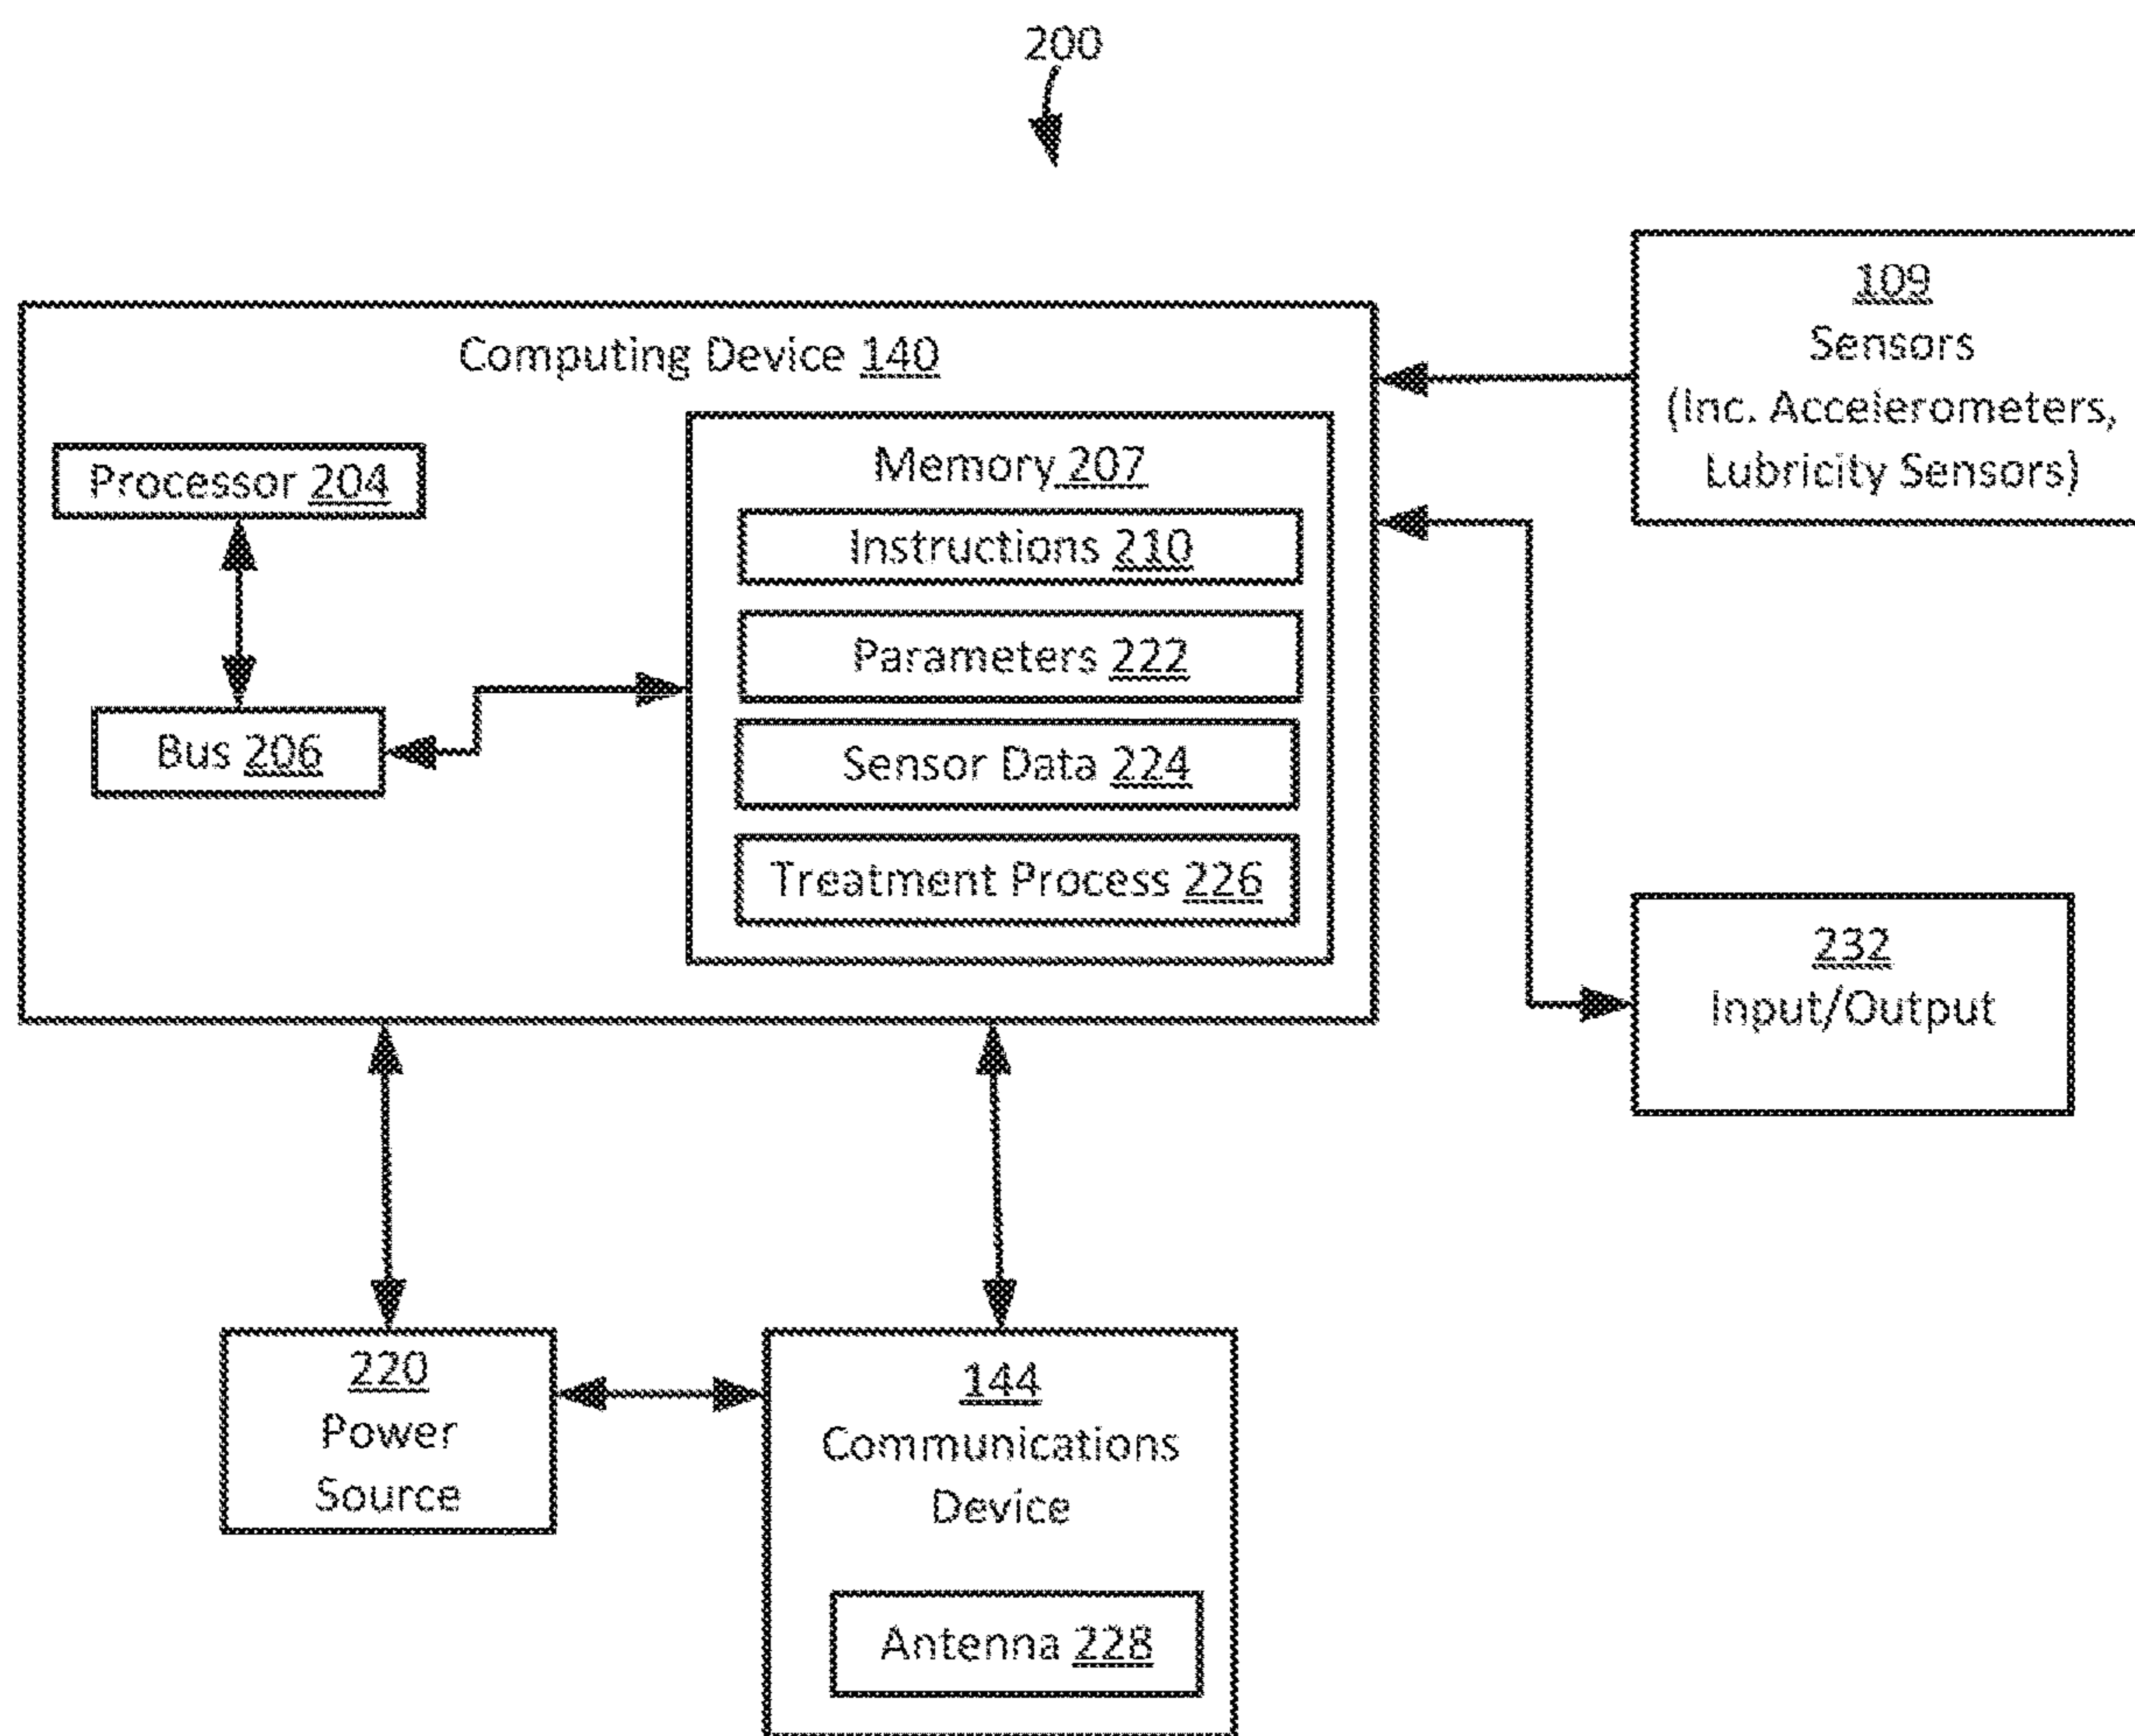 200
Computing Device 140
Processor 204
Bus 206
Memory 207
Instructions 210
Parameters 222
Sensor Data 224
Treatment Process 226
109
Sensors
(Inc. Accelerometers,
Lubricity Sensors)
232
Input/Output
220
Power
Source
144
Communications
Device
Antenna 228